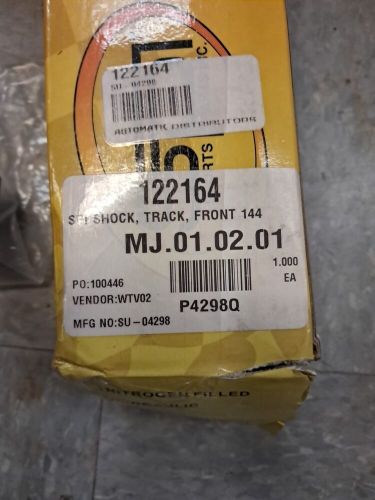 122164
SU-04298
AUTOMATIC DISTRIBUTORS
INC.
122164
SPI SHOCK, TRACK, FRONT 144
MJ.01.02.01
PO:100446
1.000
VENDOR:WTV02
EA
P4298Q
MFG NO:SU-04298
NITROGEN FILLED